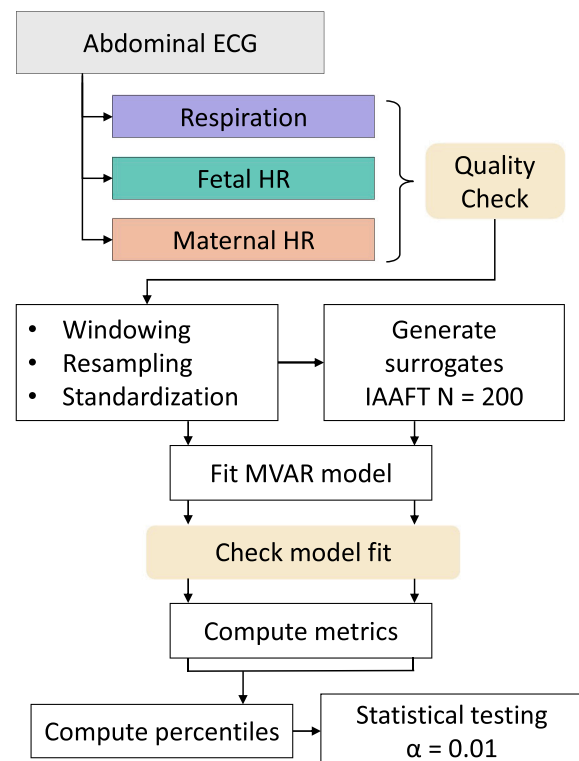 Abdominal ECG
Respiration
Fetal HR
Maternal HR
Quality
Check
• Windowing
• Resampling
• Standardization
Generate
surrogates
IAAFT N = 200
Fit MVAR model
Check model fit
Compute metrics
Compute percentiles
Statistical testing
α = 0.01